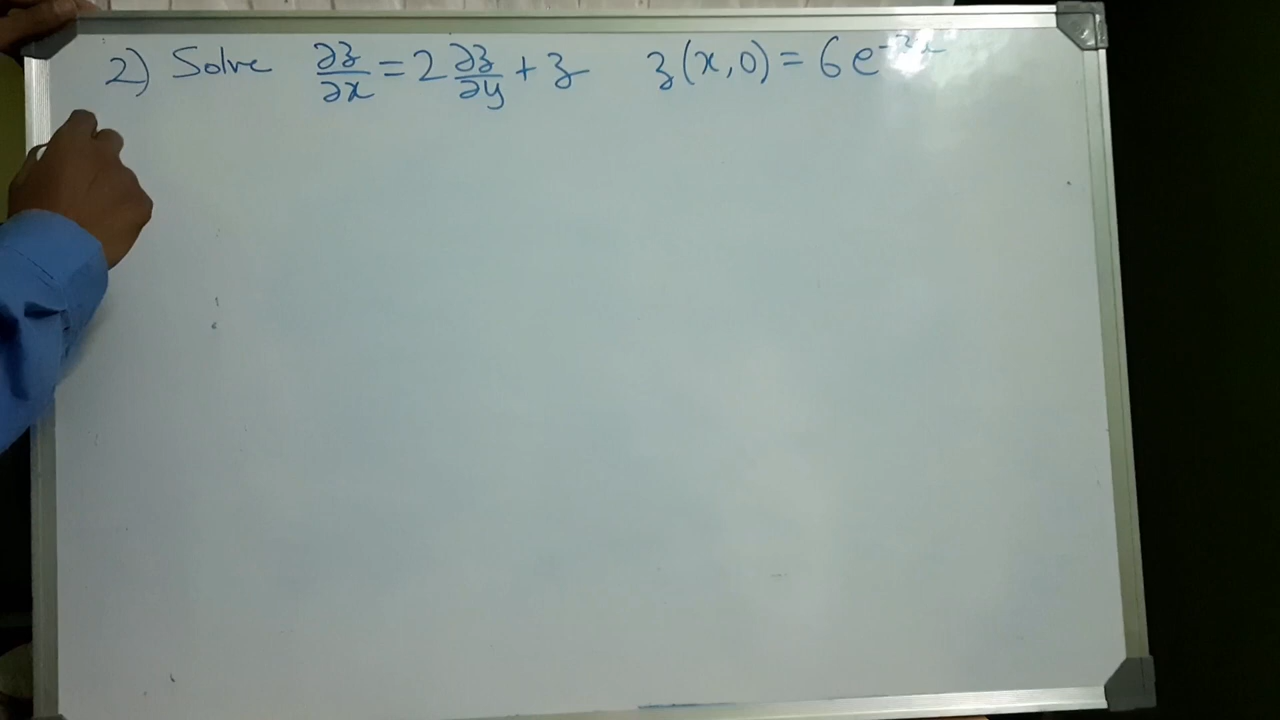 2) Solve ∂z/∂x = 2 ∂z/∂y + z z(x,0) = 6e^-3x